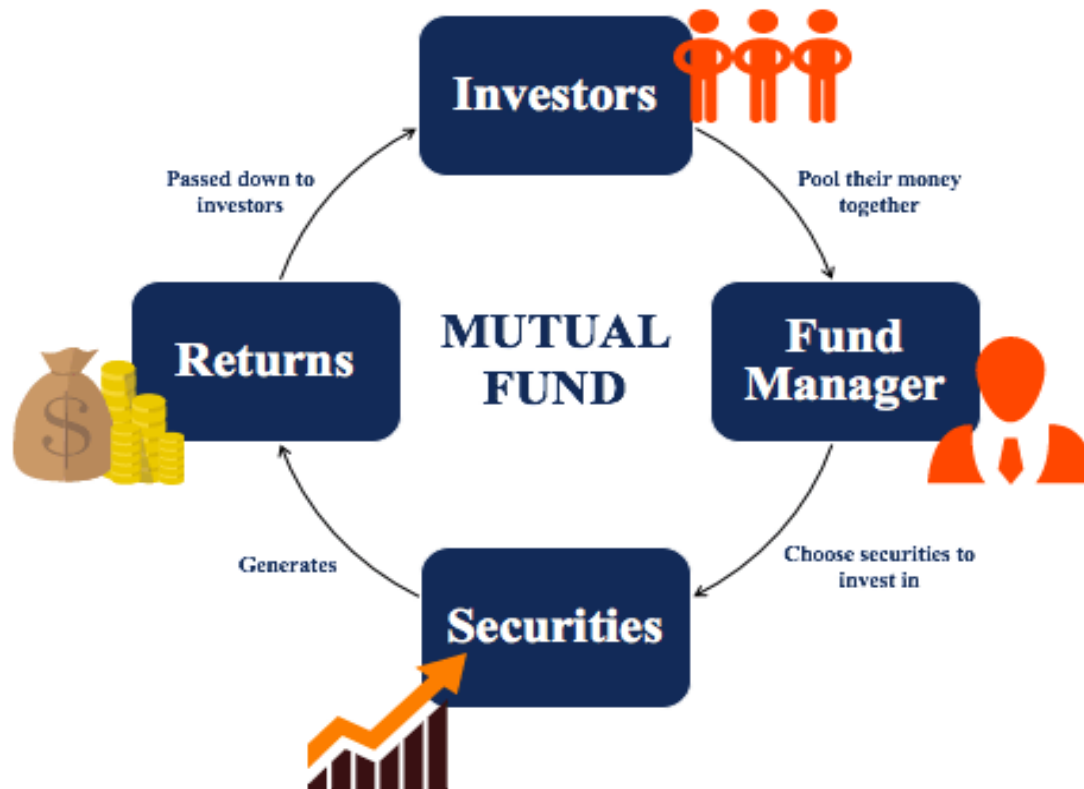 Investors
Passed down to
investors
Pool their money
together
Returns
MUTUAL
FUND
Fund
Manager
Generates
Choose securities to
invest in
Securities
$